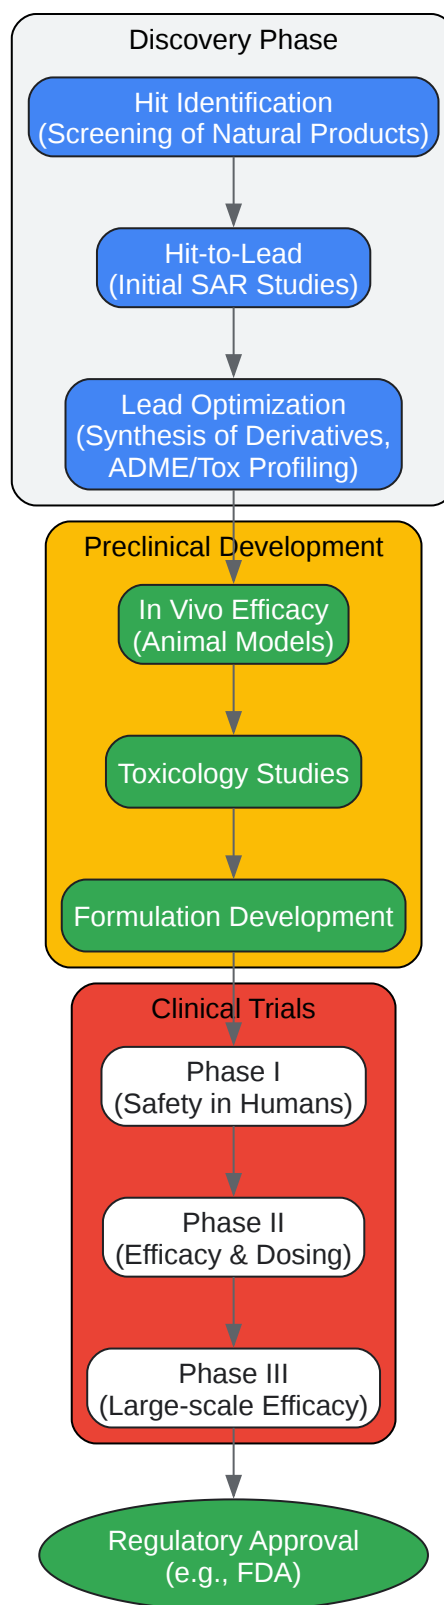 Discovery Phase
Hit Identification
(Screening of Natural Products)
Hit-to-Lead
(Initial SAR Studies)
Lead Optimization
(Synthesis of Derivatives,
ADME/Tox Profiling)
Preclinical Development
In Vivo Efficacy
(Animal Models)
Toxicology Studies
Formulation Development
Clinical Trials
Phase I
(Safety in Humans)
Phase II
(Efficacy & Dosing)
Phase III
(Large-scale Efficacy)
Regulatory Approval
(e.g., FDA)